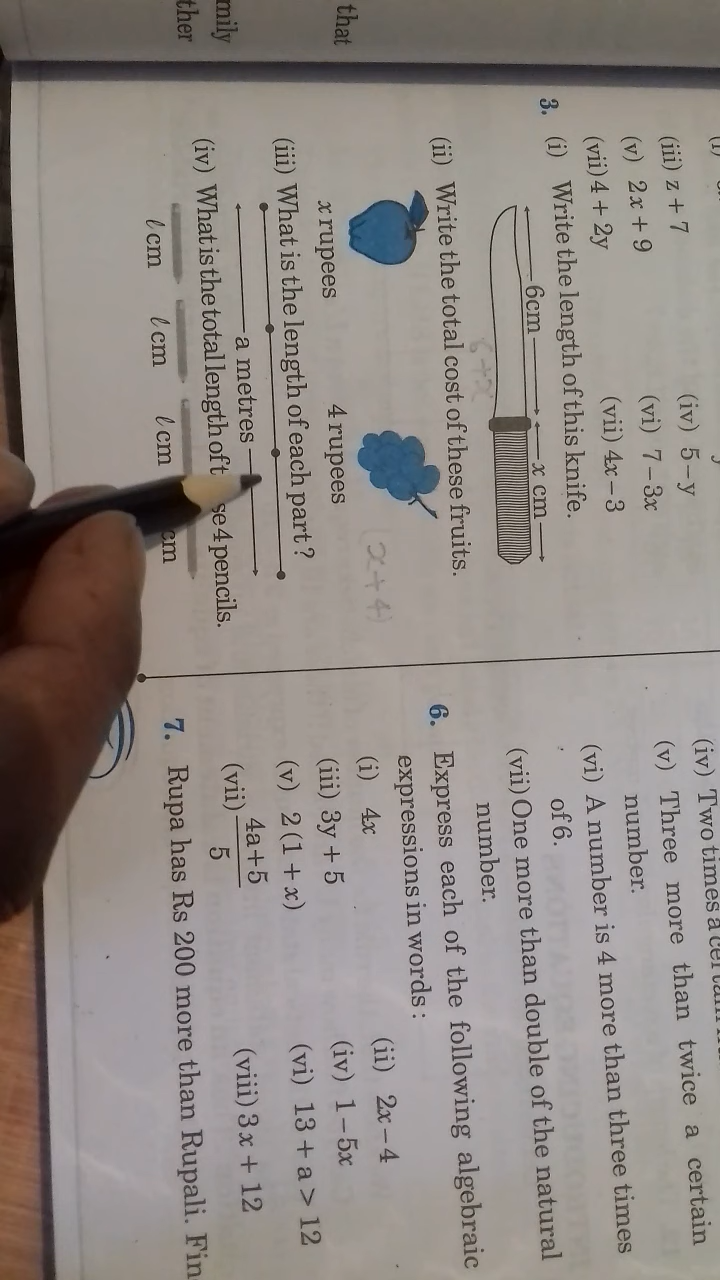 that
mily
ther
(iii) z + 7
(iv) 5 – y
(v) 2x + 9
(vi) 7 – 3x
(vii) 4 + 2y
(vii) 4x – 3
3. (i) Write the length of this knife.
6cm
x cm
6+x
(ii) Write the total cost of these fruits.
(x+4)
x rupees
4 rupees
(iii) What is the length of each part?
a metres
(iv) What is the total length of t se 4 pencils.
l cm
l cm
l cm
cm
(iv) Two times a
(v) Three more than twice a certain
number.
(vi) A number is 4 more than three times
of 6.
(vii) One more than double of the natural
number.
6. Express each of the following algebraic
expressions in words :
(i) 4x
(ii) 2x – 4
(iii) 3y + 5
(iv) 1 – 5x
(v) 2 (1 + x)
(vi) 13 + a > 12
(vii) 4a+5
5
(viii) 3x + 12
7. Rupa has Rs 200 more than Rupali. Fin